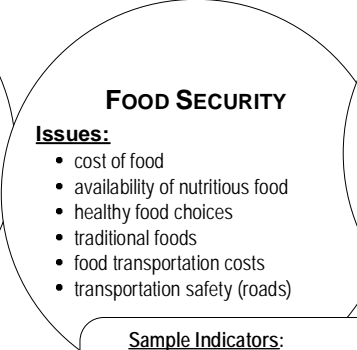 FOOD SECURITY
Issues:
• cost of food
• availability of nutritious food
• healthy food choices
• traditional foods
• food transportation costs
• transportation safety (roads)
Sample Indicators: